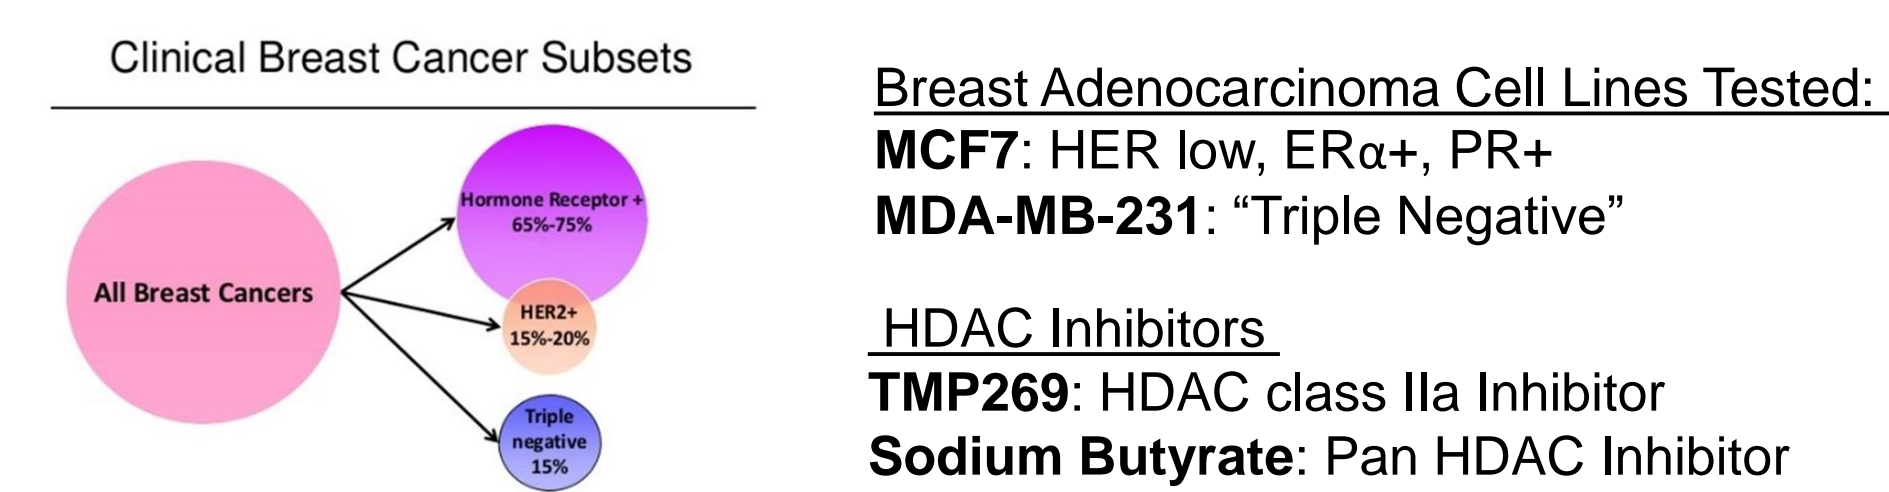 Clinical Breast Cancer Subsets
All Breast Cancers
Hormone Receptor +
65%-75%
HER2+
15%-20%
Triple
negative
15%
Breast Adenocarcinoma Cell Lines Tested:
MCF7: HER low, ERα+, PR+
MDA-MB-231: “Triple Negative”
HDAC Inhibitors
TMP269: HDAC class IIa Inhibitor
Sodium Butyrate: Pan HDAC Inhibitor